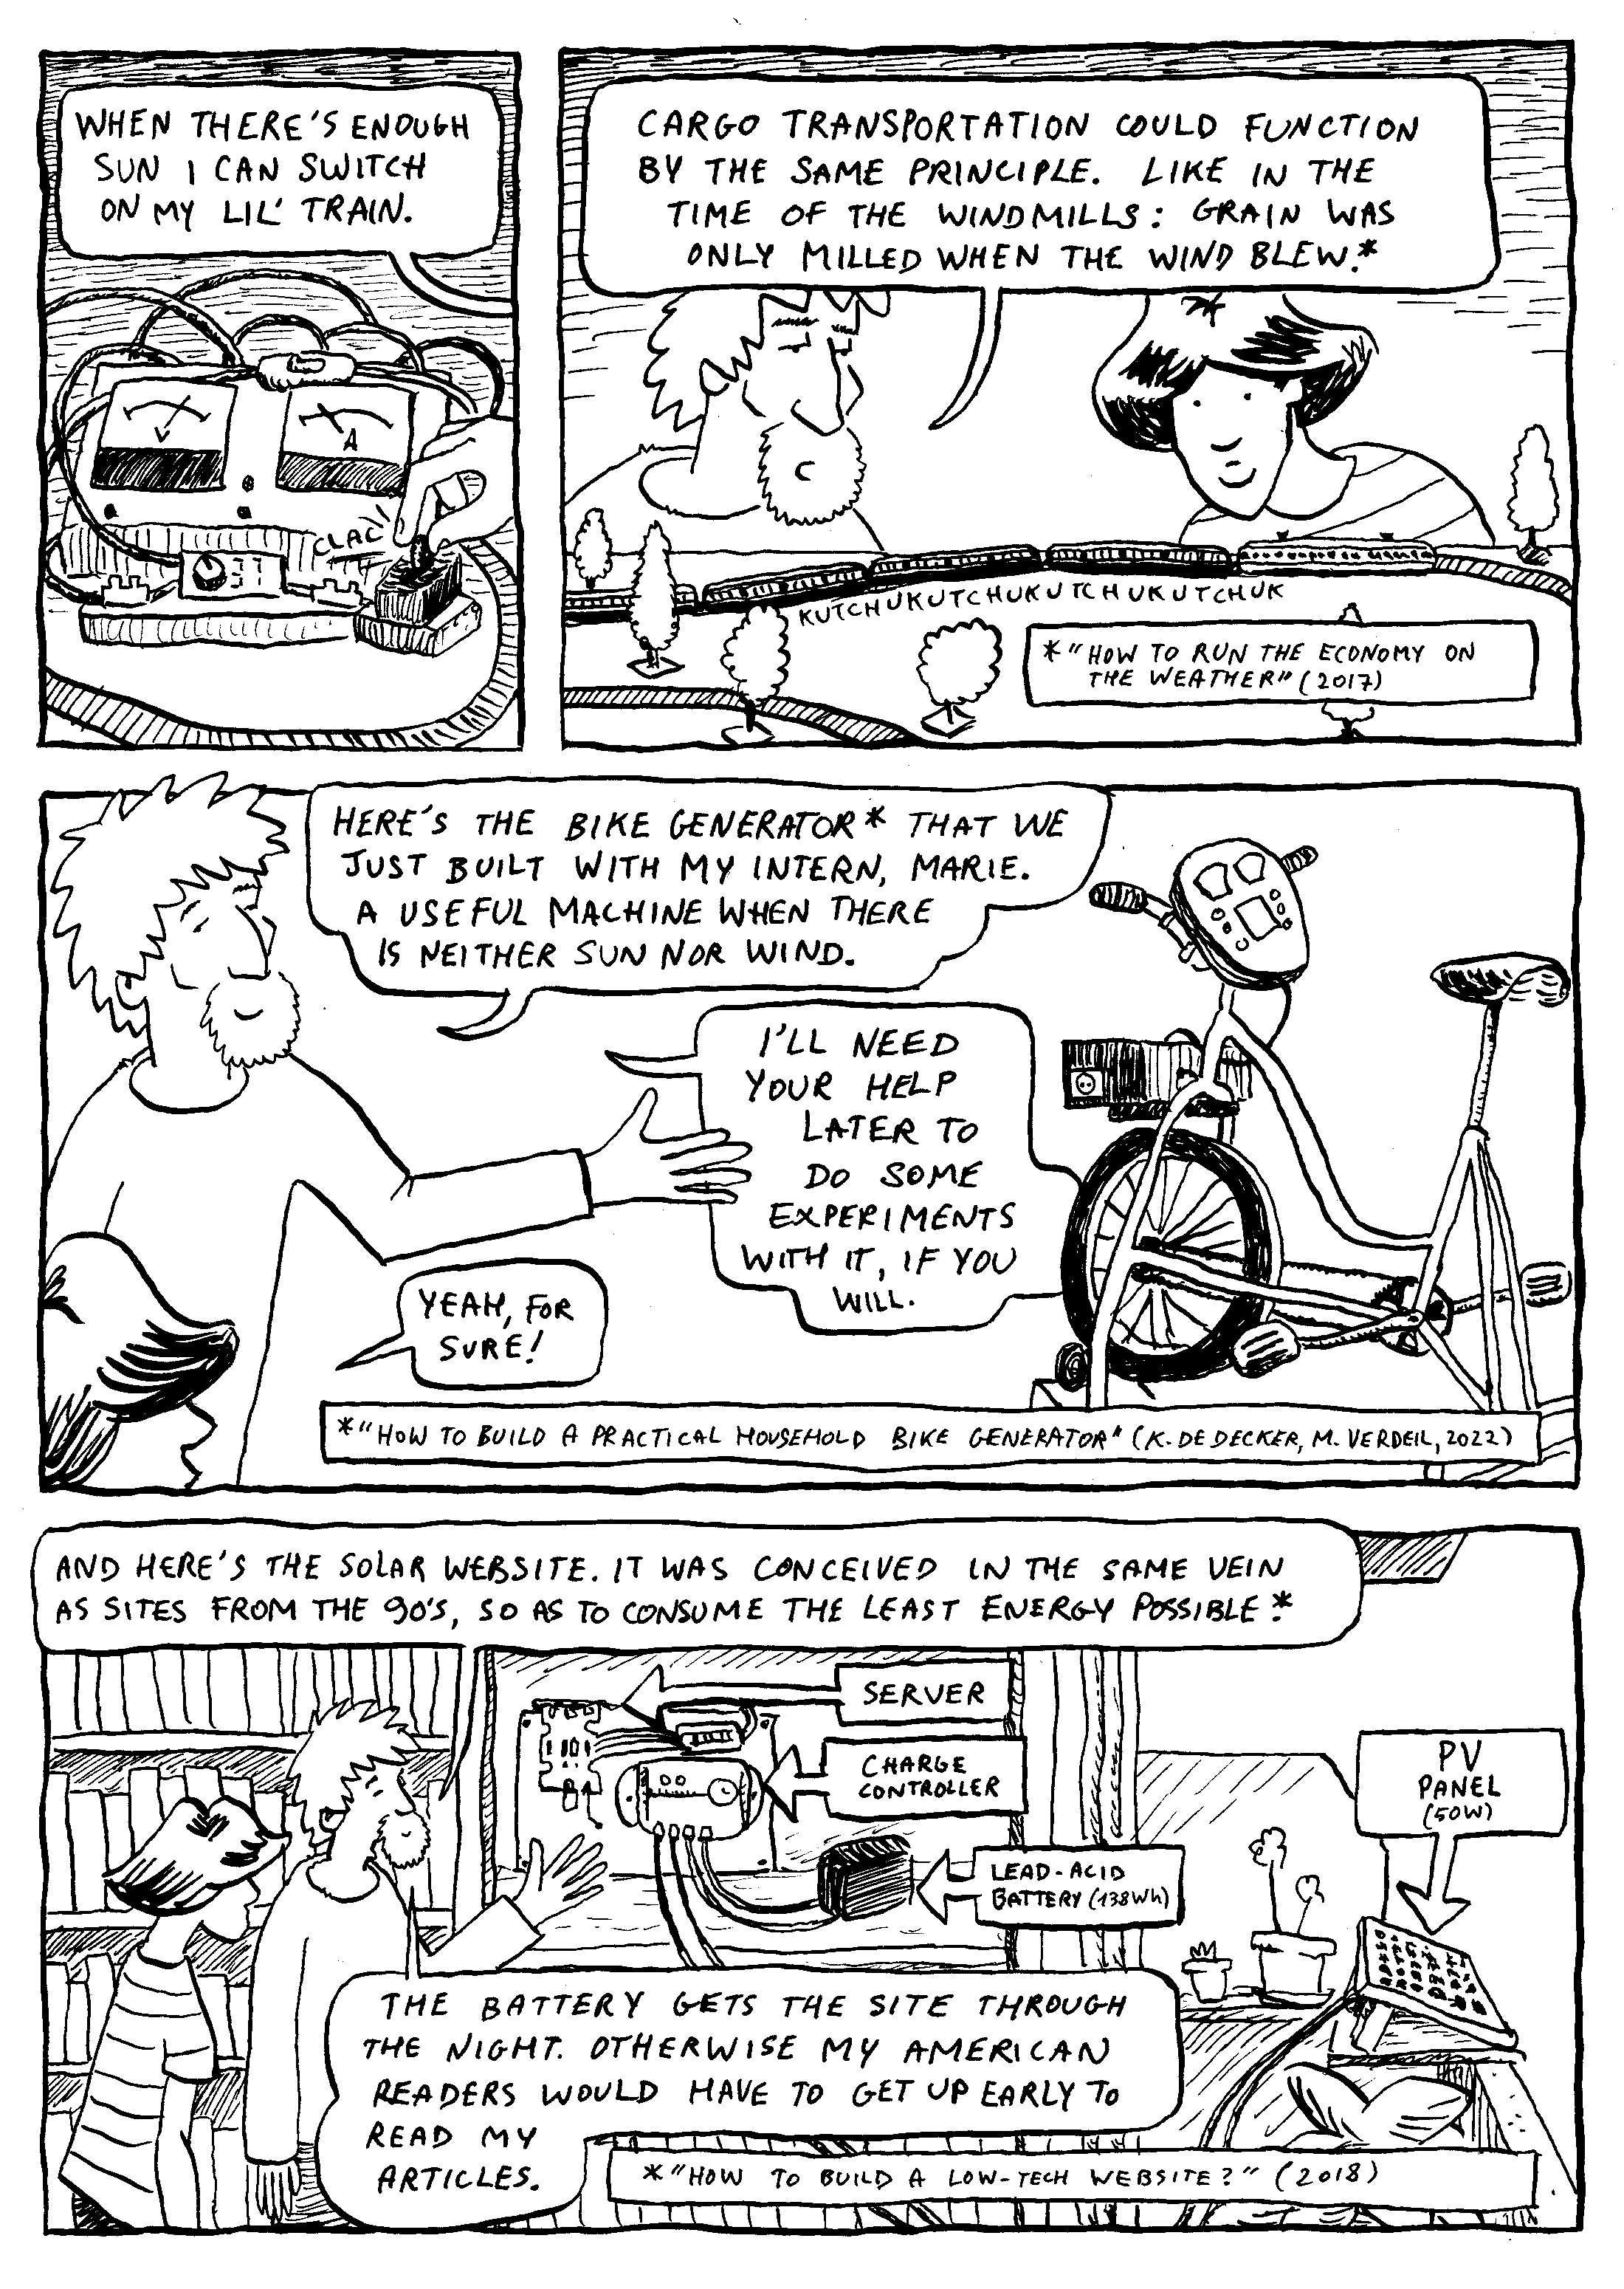 WHEN THERE'S ENOUGH
SUN I CAN SWITCH
ON MY LIL' TRAIN.
V
A
CLAC
CARGO TRANSPORTATION COULD FUNCTION
BY THE SAME PRINCIPLE. LIKE IN THE
TIME OF THE WINDMILLS: GRAIN WAS
ONLY MILLED WHEN THE WIND BLEW.*
KUTCHUKUTCHUKUTCHUKUTCHUK
*"HOW TO RUN THE ECONOMY ON
THE WEATHER" (2017)
HERE'S THE BIKE GENERATOR* THAT WE
JUST BUILT WITH MY INTERN, MARIE.
A USEFUL MACHINE WHEN THERE
IS NEITHER SUN NOR WIND.
I'LL NEED
YOUR HELP
LATER TO
DO SOME
EXPERIMENTS
WITH IT, IF YOU
WILL.
YEAH, FOR
SURE!
*"HOW TO BUILD A PRACTICAL HOUSEHOLD BIKE GENERATOR" (K. DE DECKER, M. VERDEIL, 2022)
AND HERE'S THE SOLAR WEBSITE. IT WAS CONCEIVED IN THE SAME VEIN
AS SITES FROM THE 90'S, SO AS TO CONSUME THE LEAST ENERGY POSSIBLE.*
SERVER
CHARGE
CONTROLLER
PV
PANEL
(50W)
LEAD-ACID
BATTERY (138Wh)
THE BATTERY GETS THE SITE THROUGH
THE NIGHT. OTHERWISE MY AMERICAN
READERS WOULD HAVE TO GET UP EARLY TO
READ MY
ARTICLES.
*"HOW TO BUILD A LOW-TECH WEBSITE?" (2018)